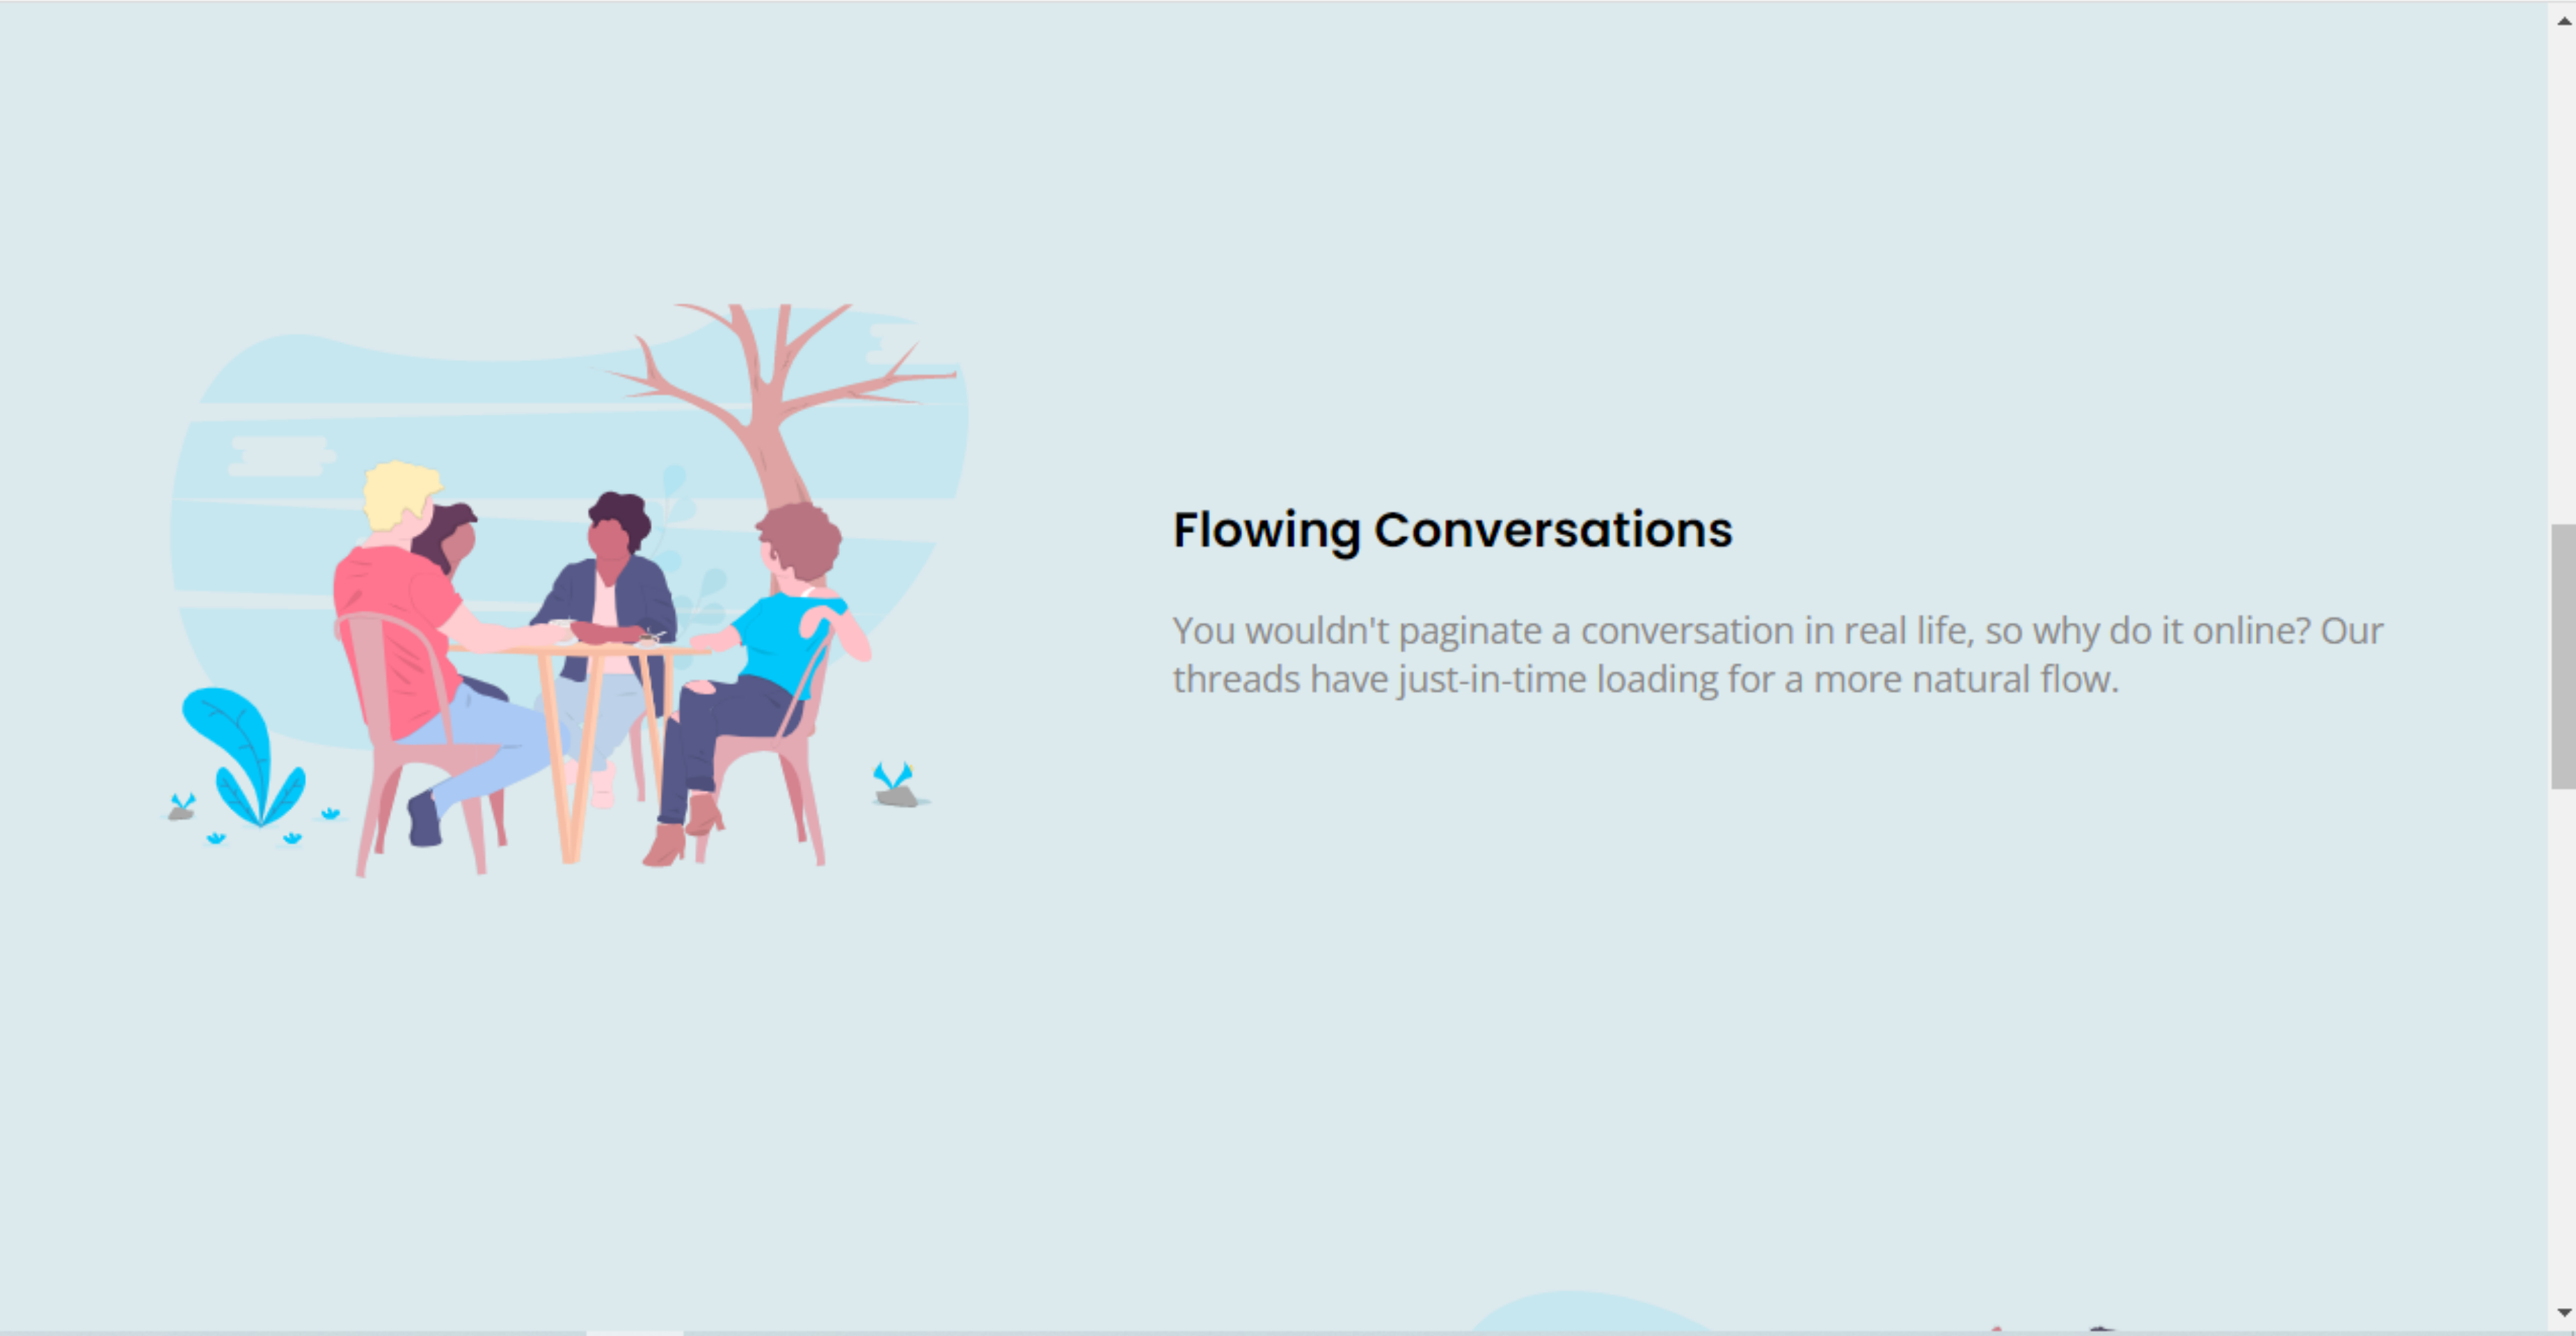 Flowing Conversations
You wouldn't paginate a conversation in real life, so why do it online? Our
threads have just-in-time loading for a more natural flow.